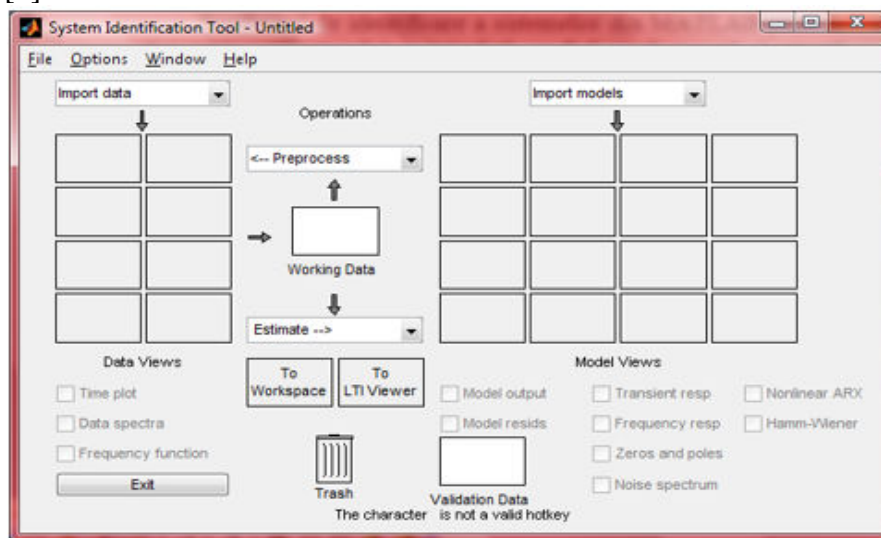 System Identification Tool - Untitled
File Options Window Help
Import data
Import models
Operations
<-- Preprocess
Working Data
Estimate -->
Data Views
Model Views
To Workspace
To LTI Viewer
Time plot
Data spectra
Frequency function
Exit
Model output
Model resids
Transient resp
Frequency resp
Zeros and poles
Noise spectrum
Nonlinear ARX
Hamm-Wiener
Trash
Validation Data
The character is not a valid hotkey